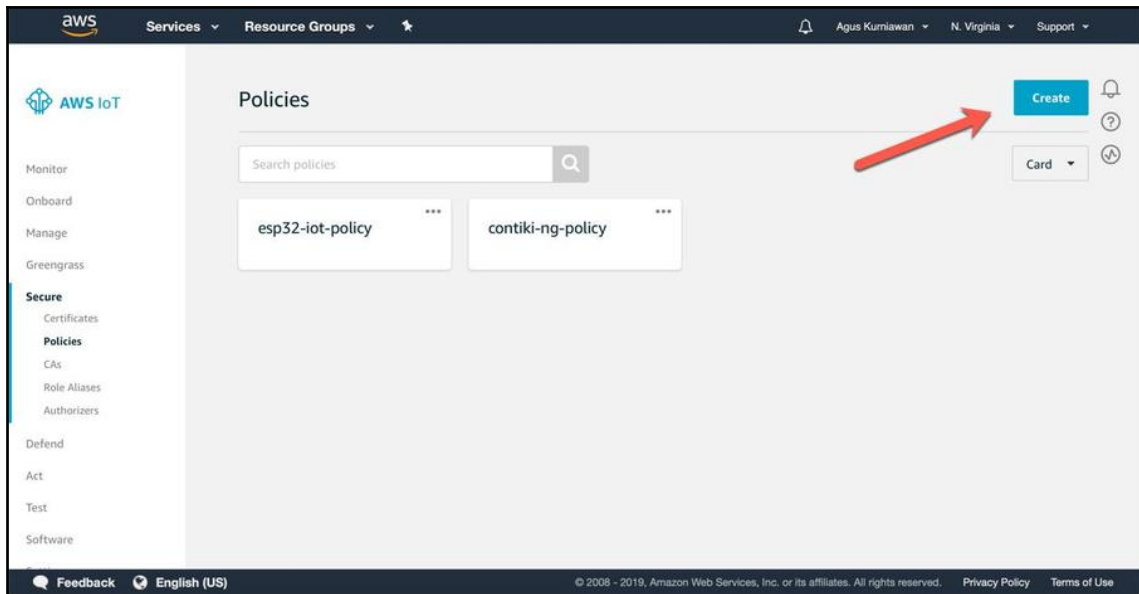 aws Services Resource Groups Agus Kurniawan N. Virginia Support
AWS IoT
Policies
Create
Search policies
Card
esp32-iot-policy ...
contiki-ng-policy ...
Monitor
Onboard
Manage
Greengrass
Secure
Certificates
Policies
CAs
Role Aliases
Authorizers
Defend
Act
Test
Software
Feedback English (US) © 2008 - 2019, Amazon Web Services, Inc. or its affiliates. All rights reserved. Privacy Policy Terms of Use